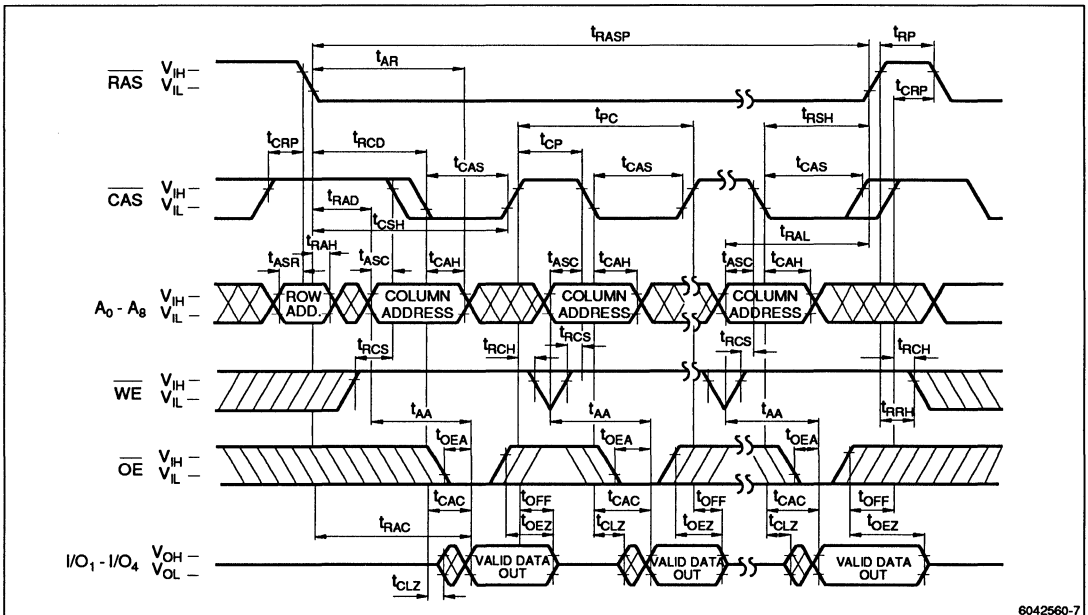 tRASP
tRP
tAR
RAS VIH
VIL
tCRP
tPC
tRSH
tCRP
tRCD
tCP
tCAS
tCAS
tCAS
CAS VIH
VIL
tRAD
tCSH
tRAL
tRAH
tASR
tASC
tCAH
tASC
tCAH
tASC
tCAH
A0 - A8 VIH
VIL
ROW
ADD.
COLUMN
ADDRESS
COLUMN
ADDRESS
COLUMN
ADDRESS
tRCS
tRCH
tRCS
tRCS
tRCH
WE VIH
VIL
tAA
tAA
tAA
tRRH
tOEA
tOEA
tOEA
OE VIH
VIL
tCAC
tOFF
tCAC
tOFF
tCAC
tOFF
tRAC
tOEZ
tCLZ
tOEZ
tCLZ
tOEZ
I/O1 - I/O4 VOH
VOL
VALID DATA
OUT
VALID DATA
OUT
VALID DATA
OUT
tCLZ
6042560-7